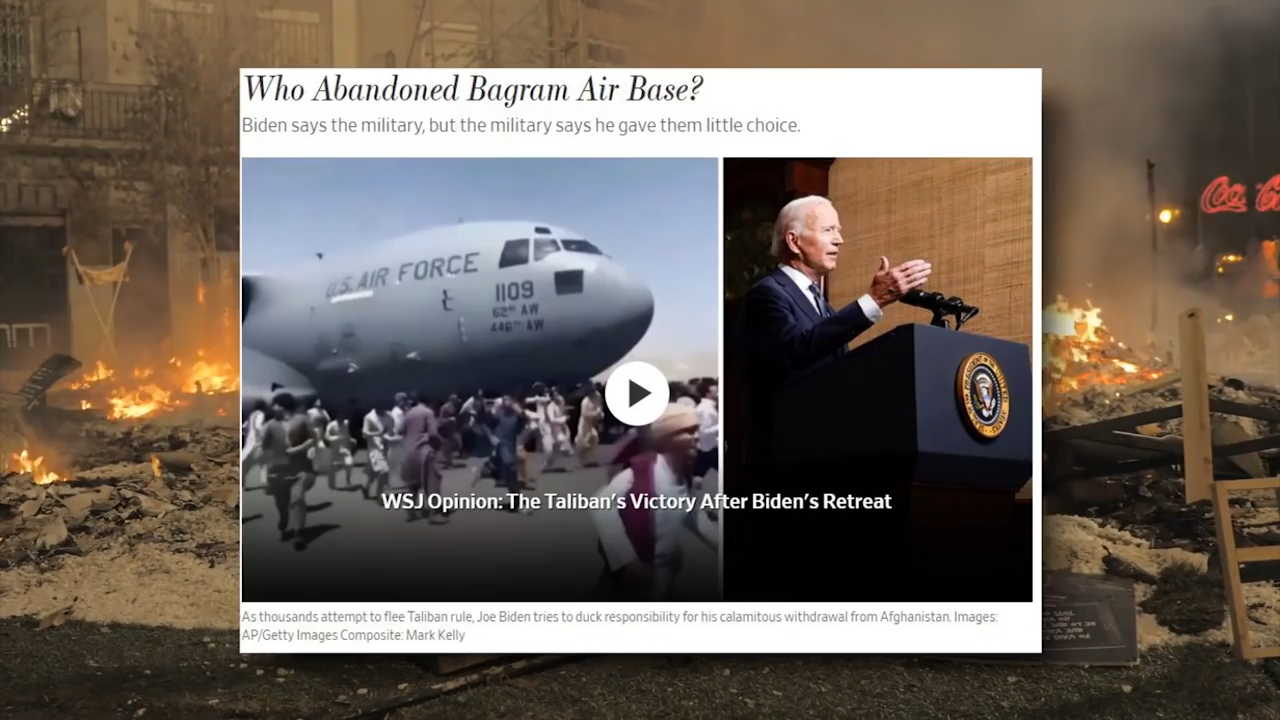 Who Abandoned Bagram Air Base?
Biden says the military, but the military says he gave them little choice.
U.S. AIR FORCE
1109
62ND AW
446TH AW
WSJ Opinion: The Taliban's Victory After Biden's Retreat
As thousands attempt to flee Taliban rule, Joe Biden tries to duck responsibility for his calamitous withdrawal from Afghanistan. Images:
AP/Getty Images Composite: Mark Kelly
Coca